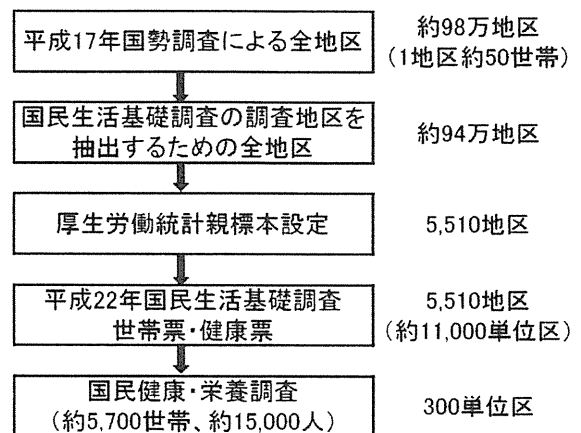 平成17年国勢調査による全地区
約98万地区
(1地区約50世帯)
国民生活基礎調査の調査地区を
抽出するための全地区
約94万地区
厚生労働統計親標本設定
5,510地区
平成22年国民生活基礎調査
世帯票・健康票
5,510地区
(約11,000単位区)
国民健康・栄養調査
(約5,700世帯、約15,000人)
300単位区